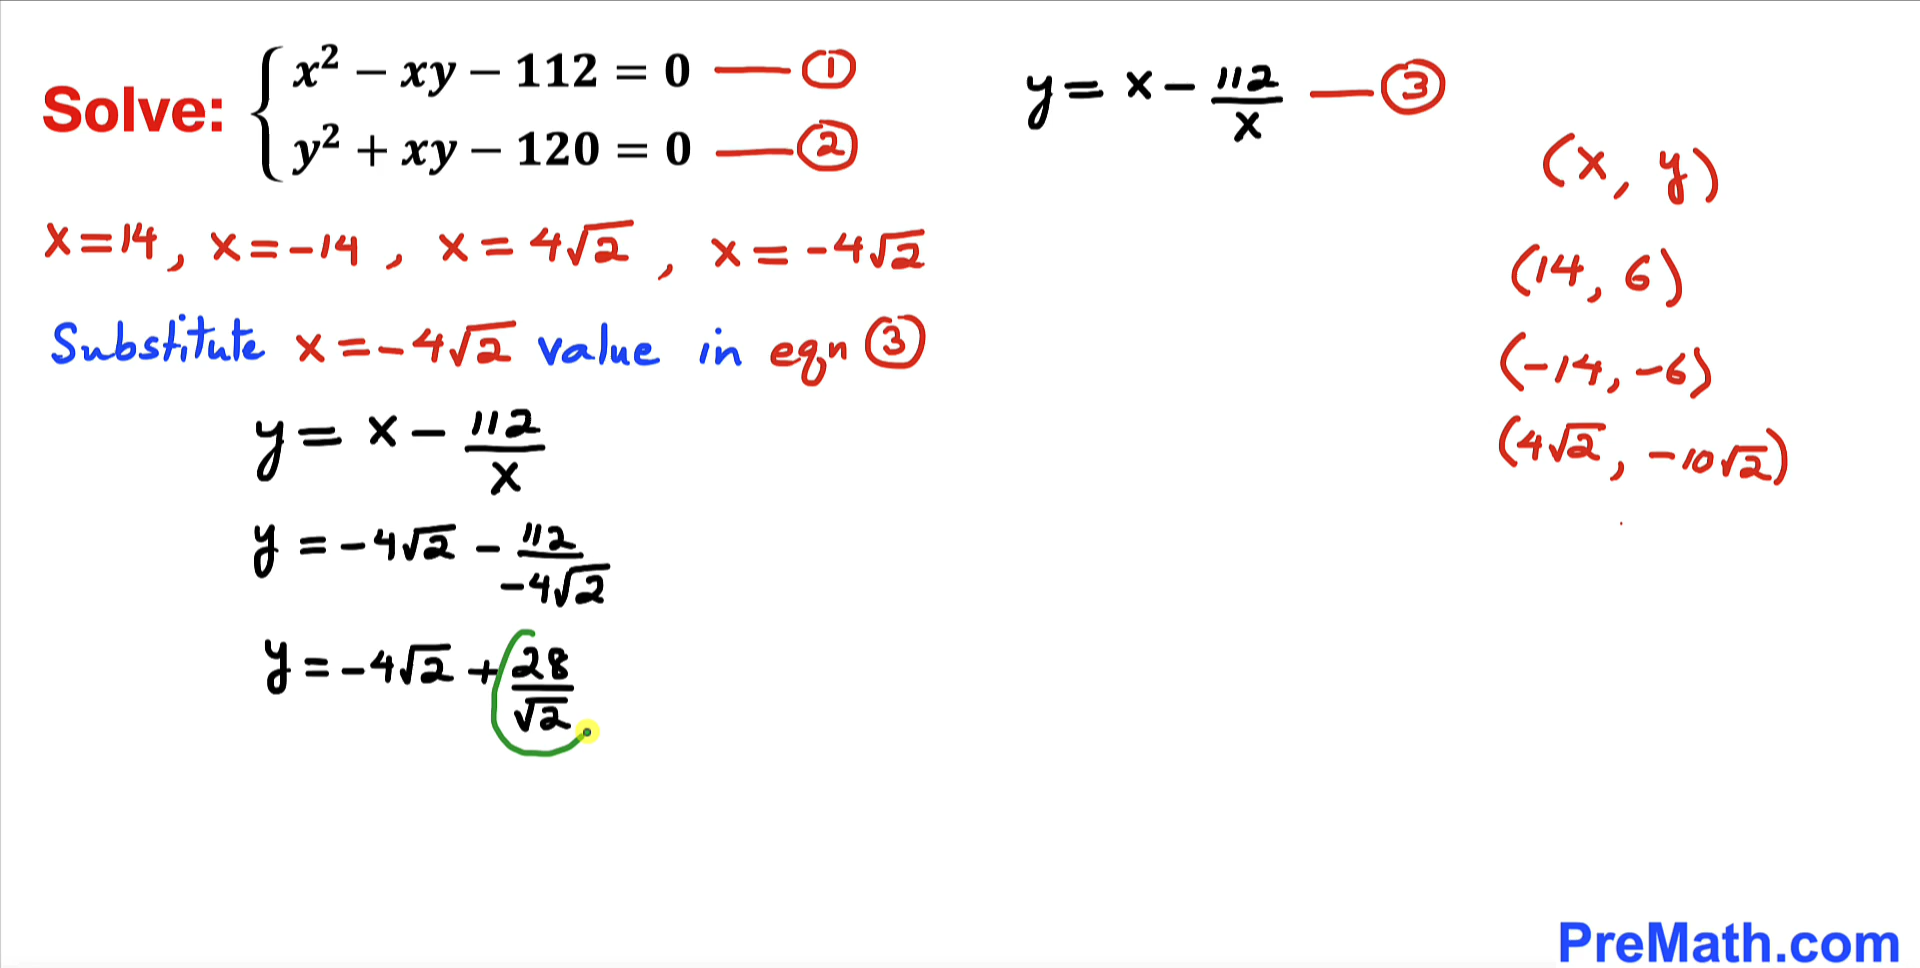 Solve: { x² − xy − 112 = 0 — ①
y² + xy − 120 = 0 — ②
y = x − 112/x — ③
(x, y)
x = 14, x = −14, x = 4√2, x = −4√2
(14, 6)
Substitute x = −4√2 value in eqn ③
(−14, −6)
y = x − 112/x
(4√2, −10√2)
y = −4√2 − 112/−4√2
y = −4√2 + 28/√2
PreMath.com